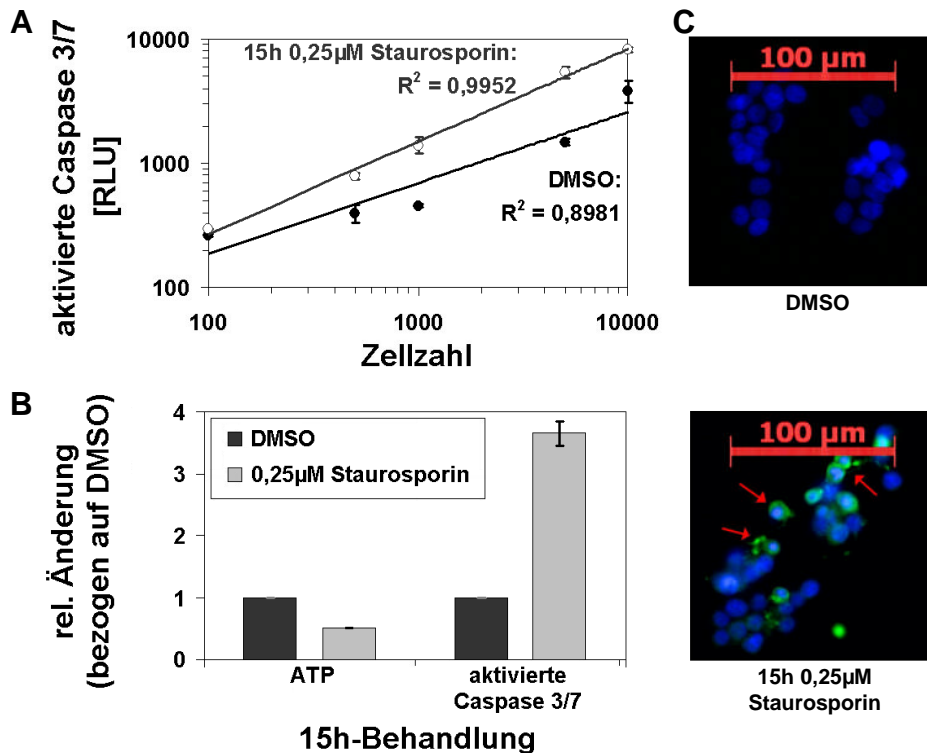 A
aktivierte Caspase 3/7
[RLU]
10000
1000
100
15h 0,25µM Staurosporin:
R² = 0,9952
DMSO:
R² = 0,8981
100
1000
10000
Zellzahl
C
100 µm
DMSO
B
rel. Änderung
(bezogen auf DMSO)
4
3
2
1
0
DMSO
0,25µM Staurosporin
ATP
aktivierte
Caspase 3/7
15h-Behandlung
100 µm
15h 0,25µM
Staurosporin